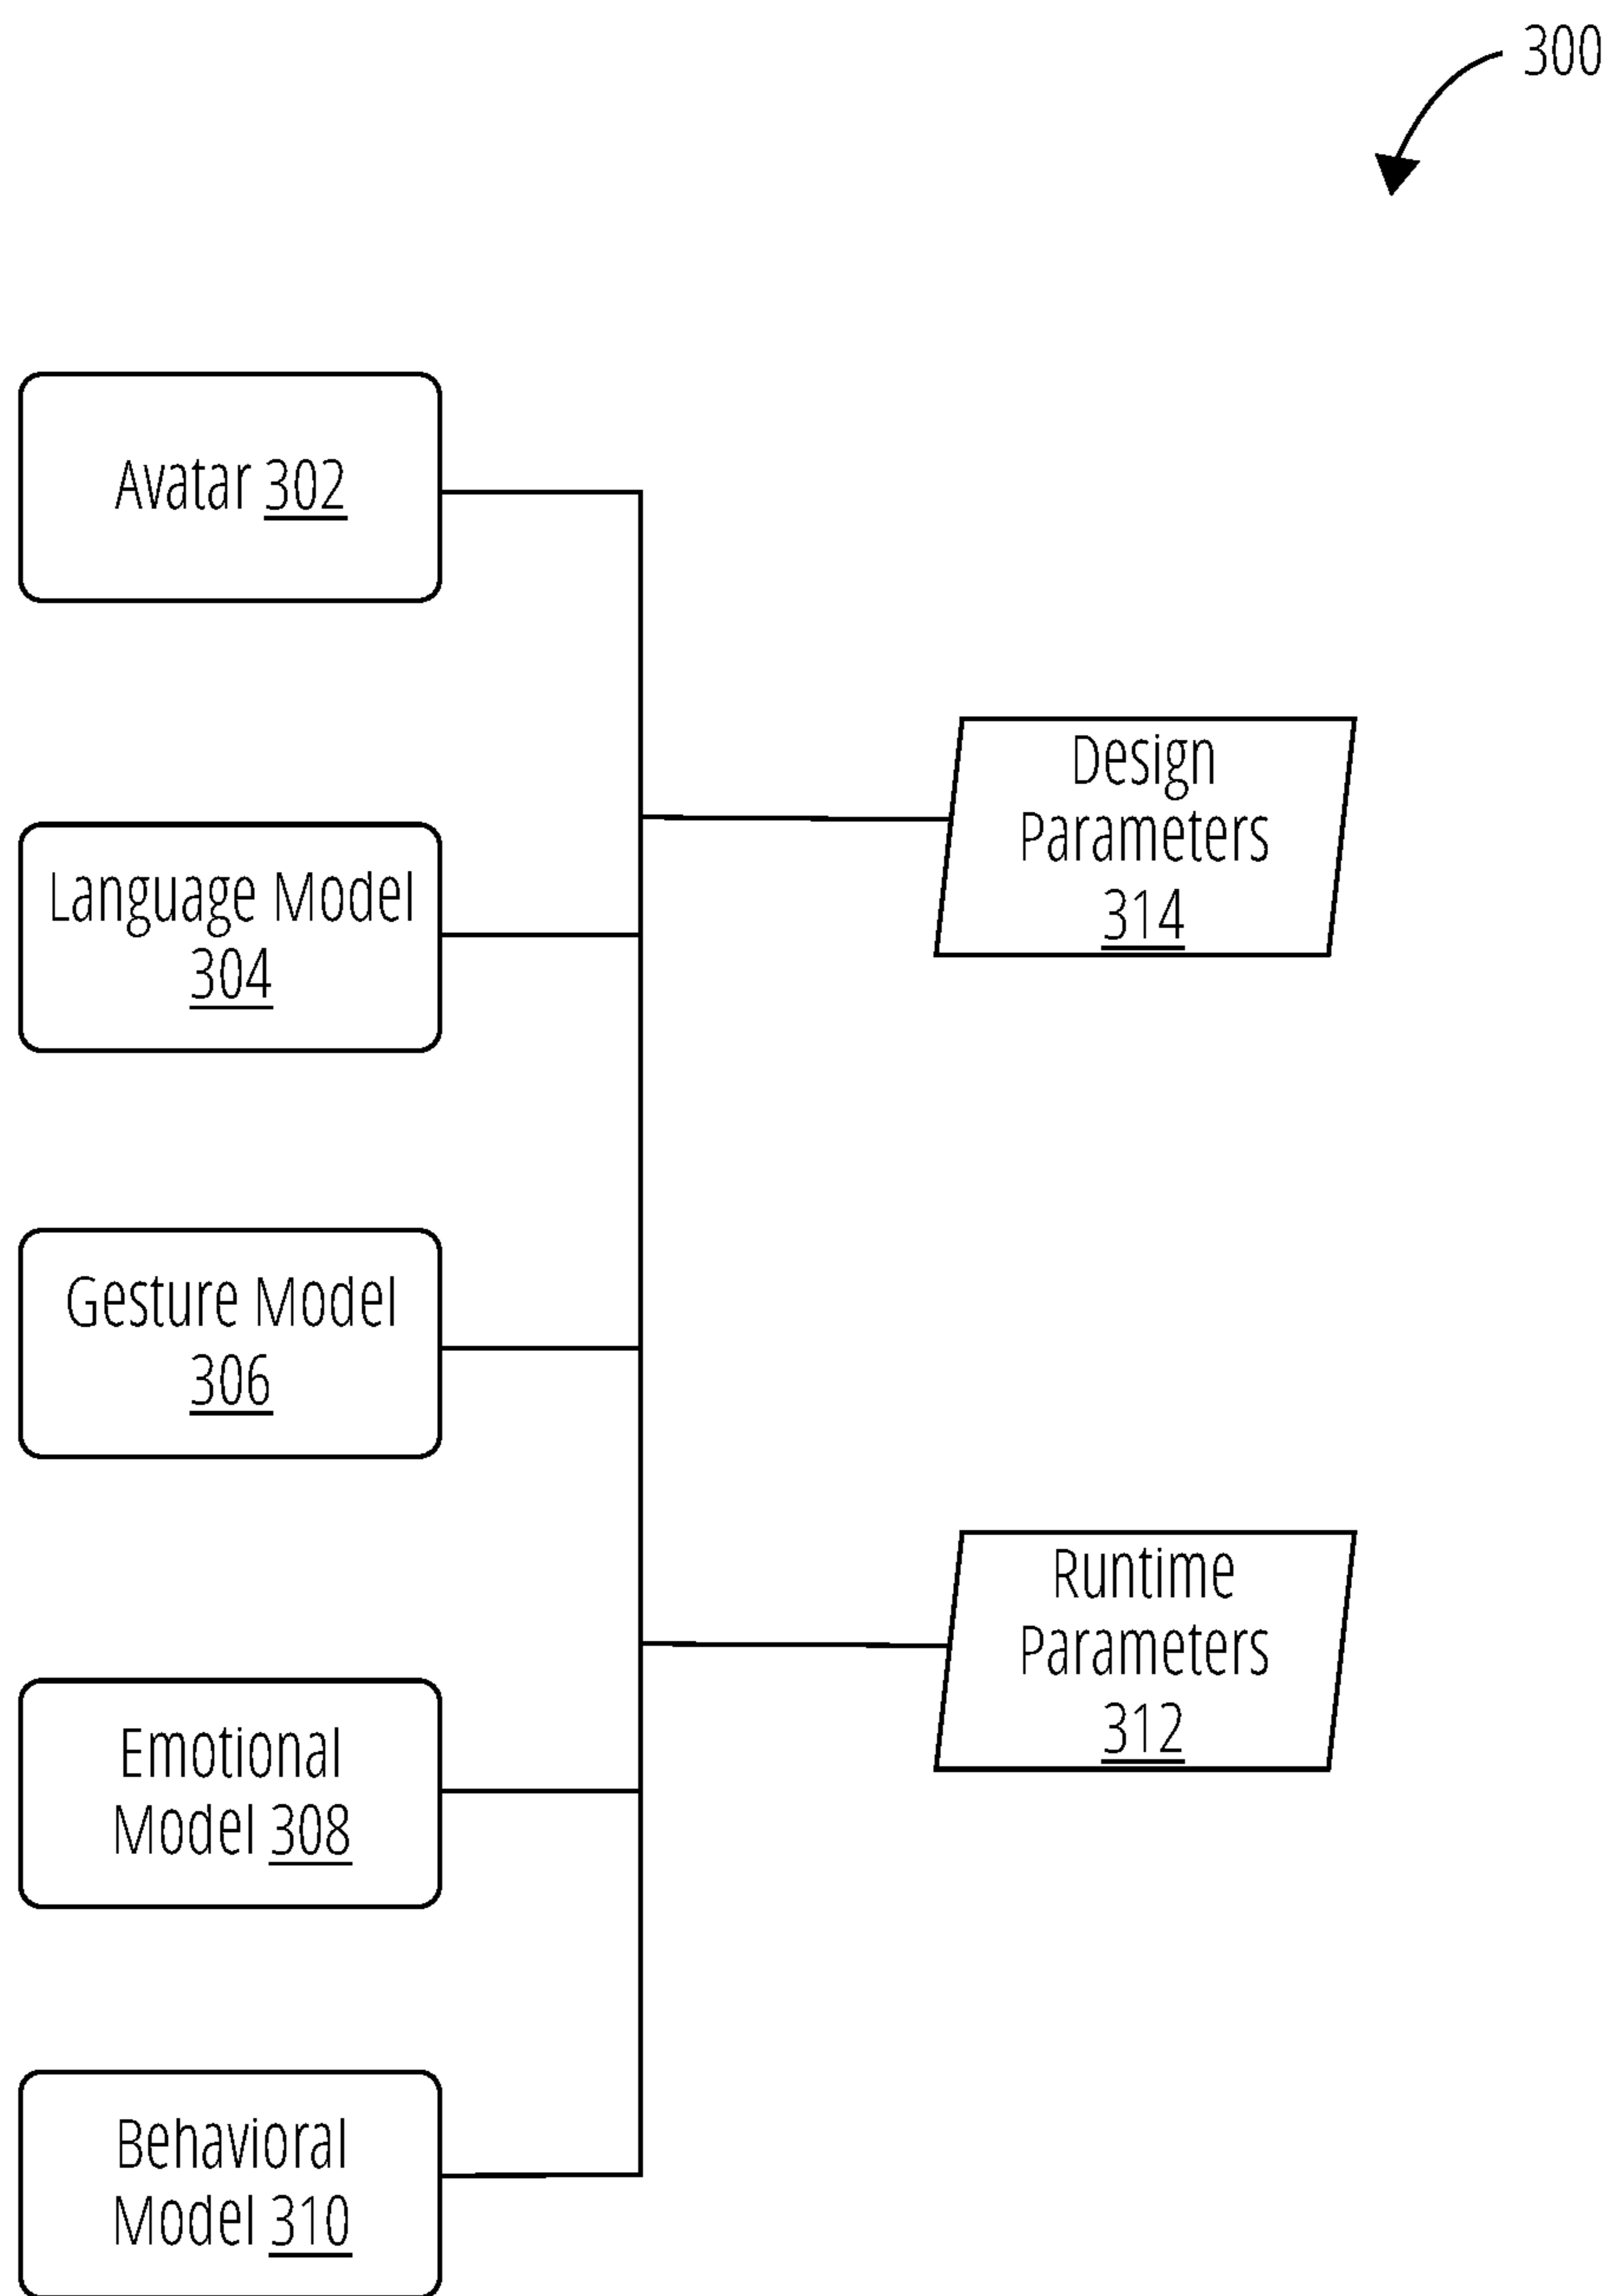 300
Avatar 302
Language Model
304
Gesture Model
306
Emotional
Model 308
Behavioral
Model 310
Design
Parameters
314
Runtime
Parameters
312